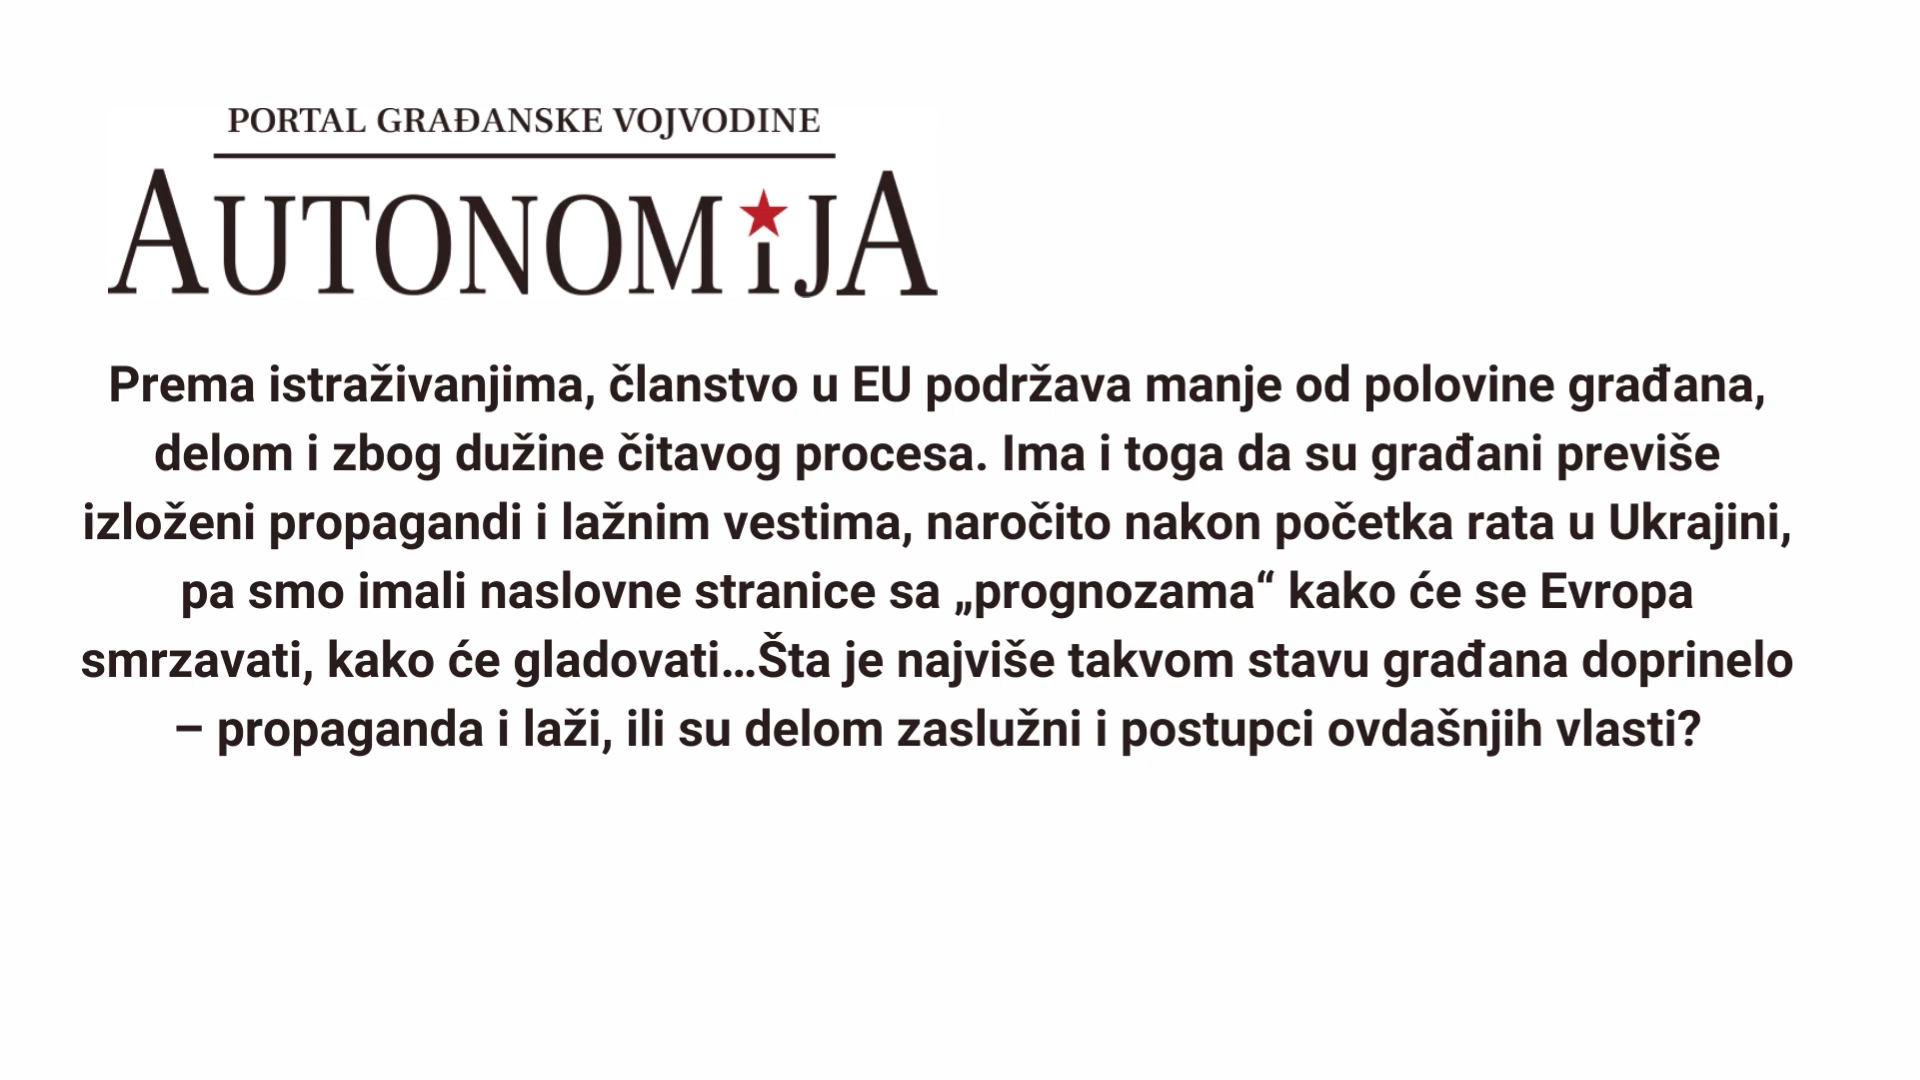 PORTAL GRAĐANSKE VOJVODINE
AUTONOMiJA
Prema istraživanjima, članstvo u EU podržava manje od polovine građana,
delom i zbog dužine čitavog procesa. Ima i toga da su građani previše
izloženi propagandi i lažnim vestima, naročito nakon početka rata u Ukrajini,
pa smo imali naslovne stranice sa „prognozama“ kako će se Evropa
smrzavati, kako će gladovati...Šta je najviše takvom stavu građana doprinelo
– propaganda i laži, ili su delom zaslužni i postupci ovdašnjih vlasti?